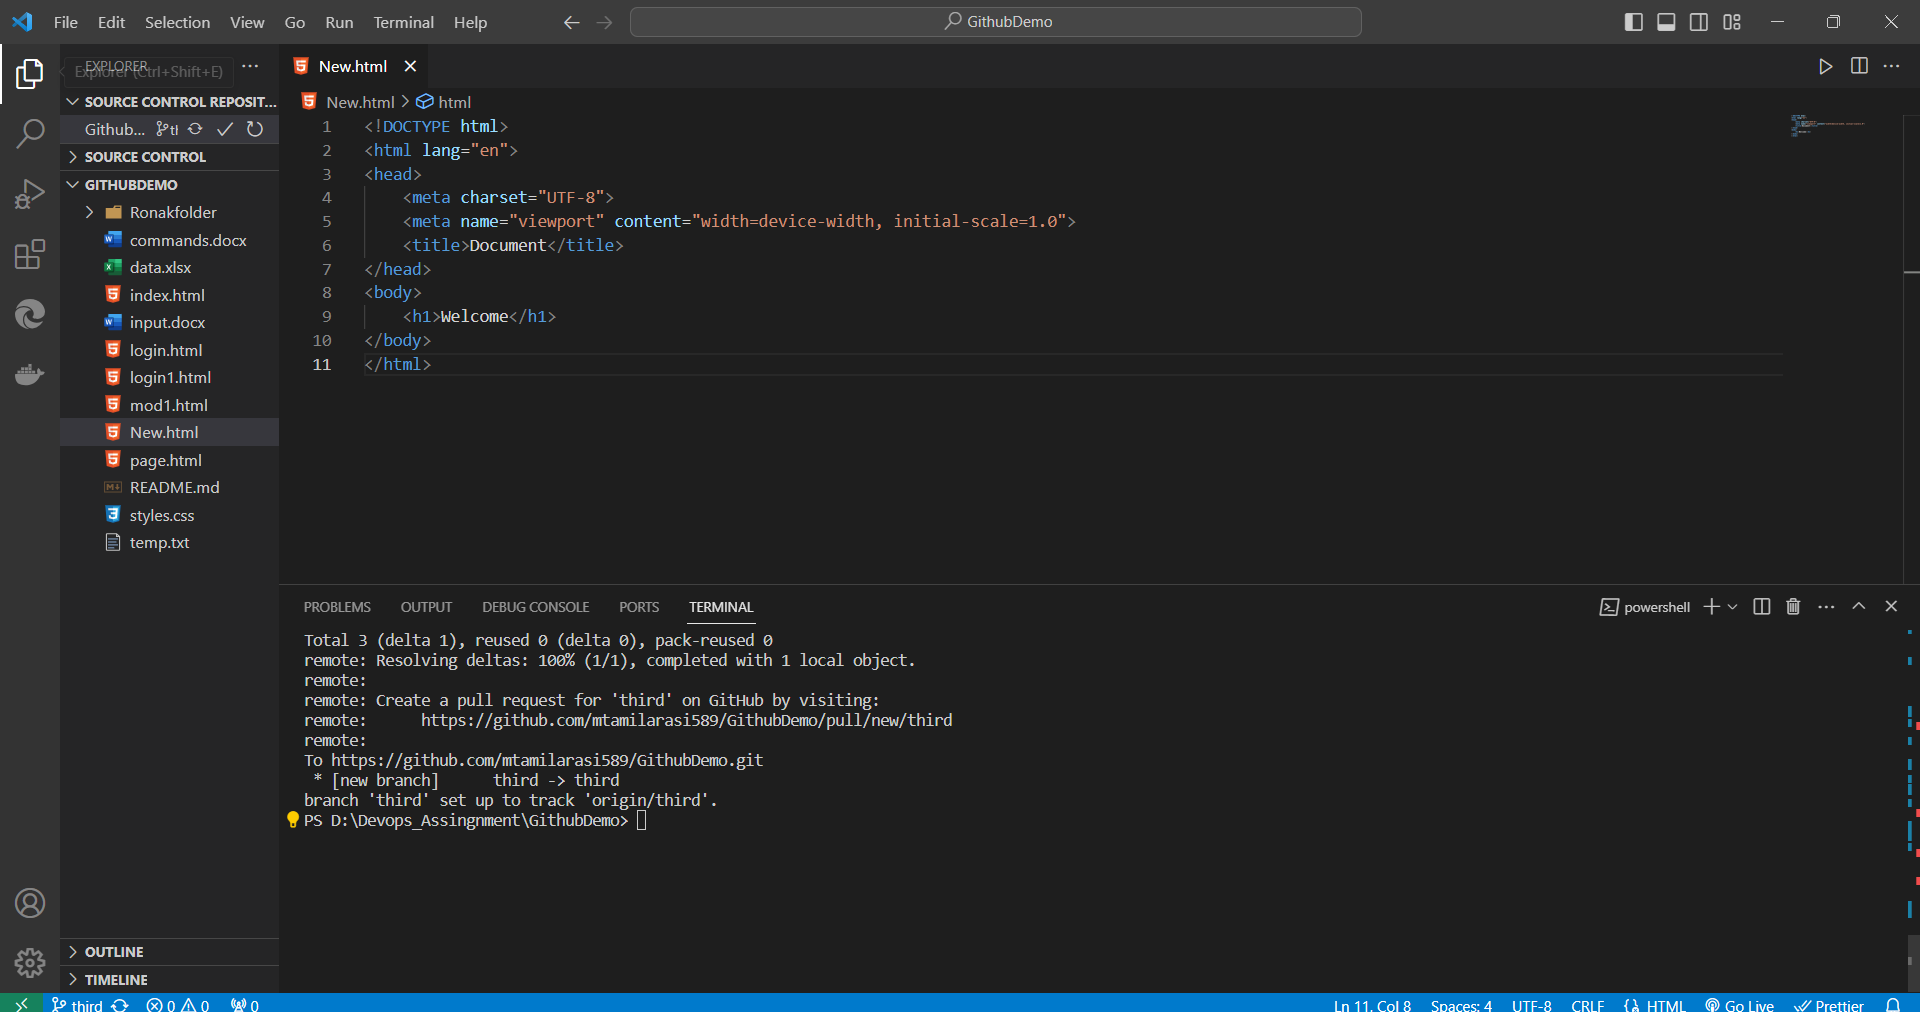 File Edit Selection View Go Run Terminal Help
GithubDemo
EXPLORER
Explorer (Ctrl+Shift+E)
New.html
SOURCE CONTROL REPOSIT...
Github...
SOURCE CONTROL
GITHUBDEMO
Ronakfolder
commands.docx
data.xlsx
index.html
input.docx
login.html
login1.html
mod1.html
New.html
page.html
README.md
styles.css
temp.txt
OUTLINE
TIMELINE
New.html > html
1 <!DOCTYPE html>
2 <html lang="en">
3 <head>
4 <meta charset="UTF-8">
5 <meta name="viewport" content="width=device-width, initial-scale=1.0">
6 <title>Document</title>
7 </head>
8 <body>
9 <h1>Welcome</h1>
10 </body>
11 </html>
PROBLEMS OUTPUT DEBUG CONSOLE PORTS TERMINAL
powershell
Total 3 (delta 1), reused 0 (delta 0), pack-reused 0
remote: Resolving deltas: 100% (1/1), completed with 1 local object.
remote:
remote: Create a pull request for 'third' on GitHub by visiting:
remote: https://github.com/mtamilarasi589/GithubDemo/pull/new/third
remote:
To https://github.com/mtamilarasi589/GithubDemo.git
* [new branch] third -> third
branch 'third' set up to track 'origin/third'.
PS D:\Devops_Assingnment\GithubDemo>
third 0 0 0
Ln 11, Col 8 Spaces: 4 UTF-8 CRLF {} HTML Go Live Prettier